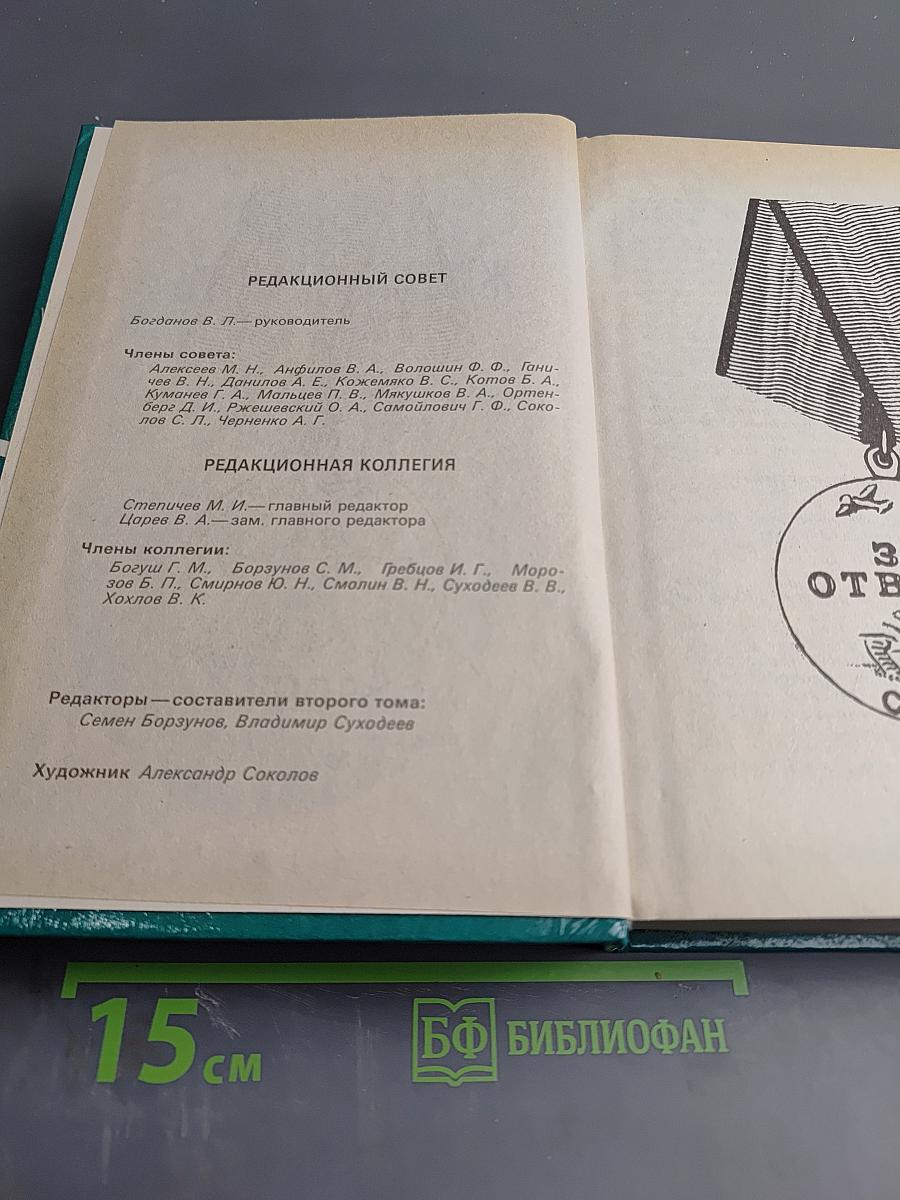 РЕДАКЦИОННЫЙ СОВЕТ
Богданов В. Л.— руководитель
Члены совета:
Алексеев М. Н., Анфилов В. А., Волошин Ф. Ф., Гани-
чев В. Н., Данилов А. Е., Кожемяко В. С., Котов Б. А.,
Куманев Г. А., Мальцев П. В., Мякушков В. А., Ортен-
берг Д. И., Ржешевский О. А., Самойлович Г. Ф., Соко-
лов С. Л., Черненко А. Г.
РЕДАКЦИОННАЯ КОЛЛЕГИЯ
Степичев М. И.— главный редактор
Царев В. А.— зам. главного редактора
Члены коллегии:
Богуш Г. М., Борзунов С. М., Гребцов И. Г., Моро-
зов Б. П., Смирнов Ю. Н., Смолин В. Н., Суходеев В. В.,
Хохлов В. К.
Редакторы — составители второго тома:
Семен Борзунов, Владимир Суходеев
Художник Александр Соколов
З
ОТВ
С
15 см
БФ БИБЛИОФАН